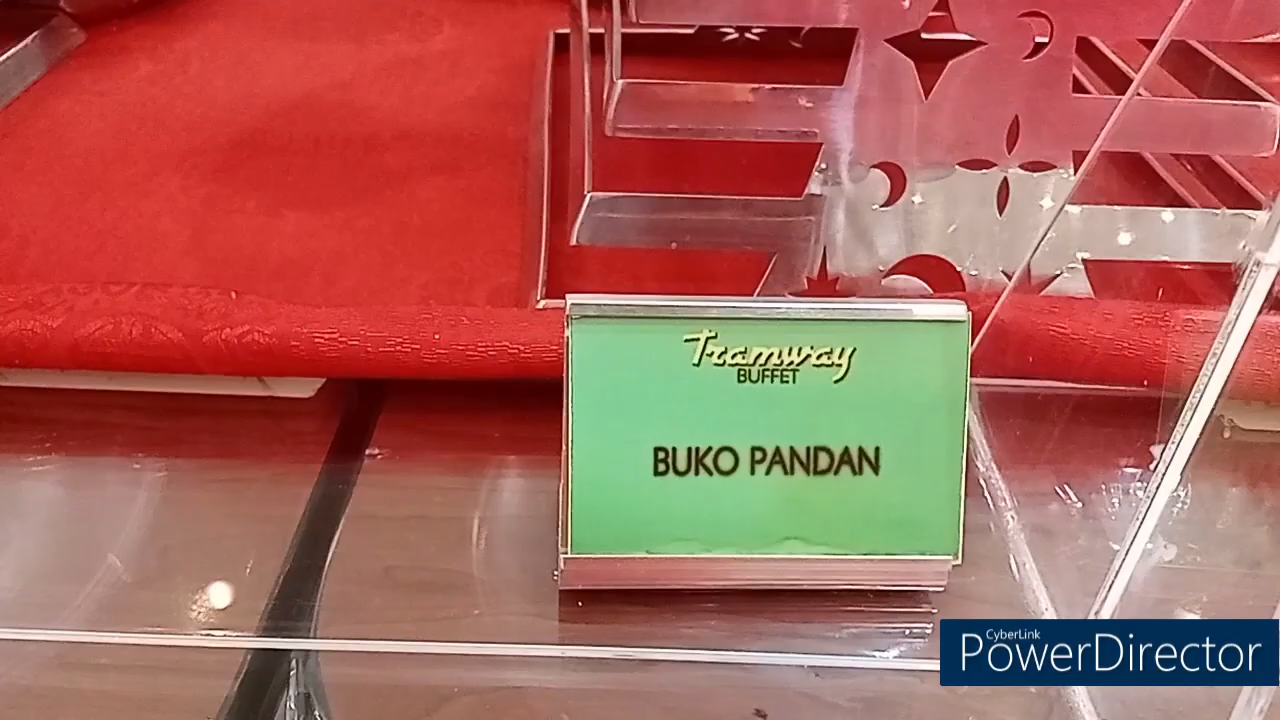 Tramway
BUFFET
BUKO PANDAN
CyberLink
PowerDirector